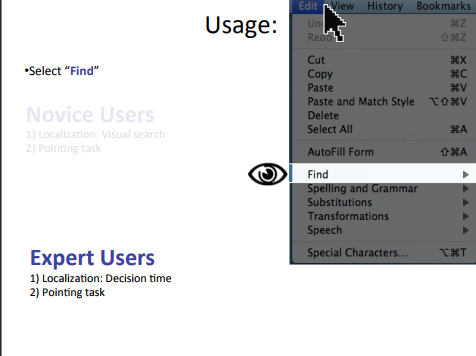 Usage:
•Select “Find”
Novice Users
1) Localization: Visual search
2) Pointing task
Expert Users
1) Localization: Decision time
2) Pointing task
Edit View History Bookmarks
⌘Z
Redo ⇧⌘Z
Cut ⌘X
Copy ⌘C
Paste ⌘V
Paste and Match Style ⌥⇧⌘V
Delete
Select All ⌘A
AutoFill Form ⇧⌘A
Find ▶
Spelling and Grammar ▶
Substitutions ▶
Transformations ▶
Speech ▶
Special Characters... ⌥⌘T